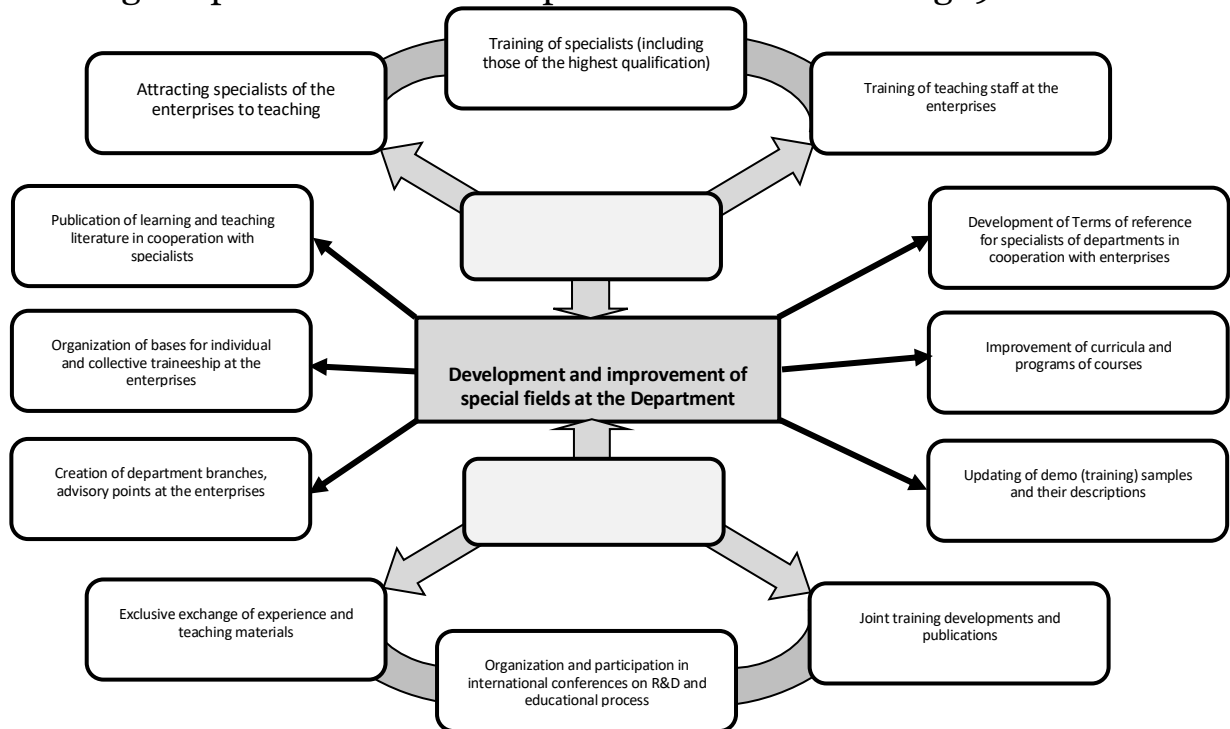 Training of specialists (including
those of the highest qualification)
Attracting specialists of the
enterprises to teaching
Training of teaching staff at the
enterprises
Publication of learning and teaching
literature in cooperation with
specialists
Development of Terms of reference
for specialists of departments in
cooperation with enterprises
Organization of bases for individual
and collective traineeship at the
enterprises
Development and improvement of
special fields at the Department
Improvement of curricula and
programs of courses
Creation of department branches,
advisory points at the enterprises
Updating of demo (training) samples
and their descriptions
Exclusive exchange of experience and
teaching materials
Organization and participation in
international conferences on R&D and
educational process
Joint training developments and
publications